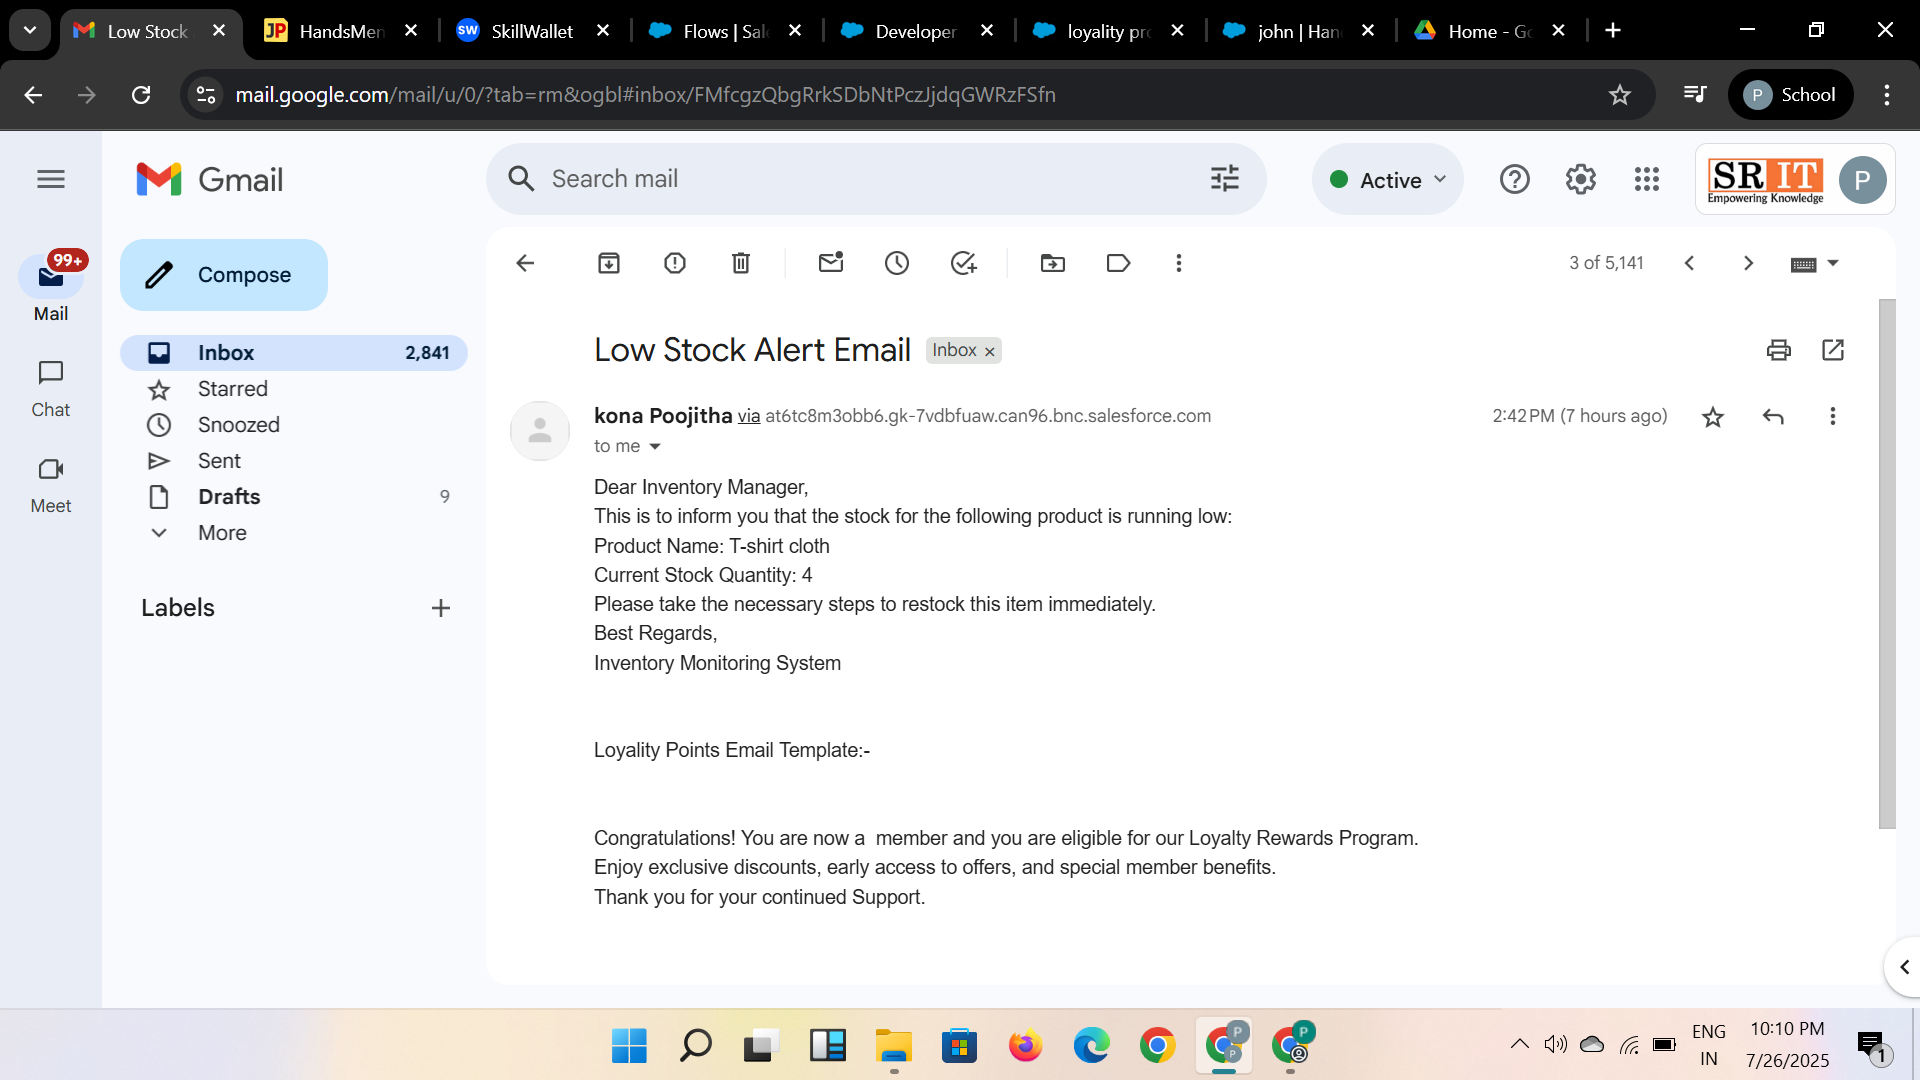 Low Stock
HandsMen
SkillWallet
Flows | Sal
Developer
loyality pro
john | Han
Home - Go
mail.google.com/mail/u/0/?tab=rm&ogbl#inbox/FMfcgzQbgRrkSDbNtPczJjdqGWRzFSfn
P School
Gmail
Search mail
Active
SRIT
Empowering Knowledge
P
99+
Mail
Chat
Meet
Compose
Inbox 2,841
Starred
Snoozed
Sent
Drafts 9
More
Labels
3 of 5,141
Low Stock Alert Email Inbox
kona Poojitha via at6tc8m3obb6.gk-7vdbfuaw.can96.bnc.salesforce.com 2:42 PM (7 hours ago)
to me
Dear Inventory Manager,
This is to inform you that the stock for the following product is running low:
Product Name: T-shirt cloth
Current Stock Quantity: 4
Please take the necessary steps to restock this item immediately.
Best Regards,
Inventory Monitoring System
Loyality Points Email Template:-
Congratulations! You are now a  member and you are eligible for our Loyalty Rewards Program.
Enjoy exclusive discounts, early access to offers, and special member benefits.
Thank you for your continued Support.
ENG
IN
10:10 PM
7/26/2025
1